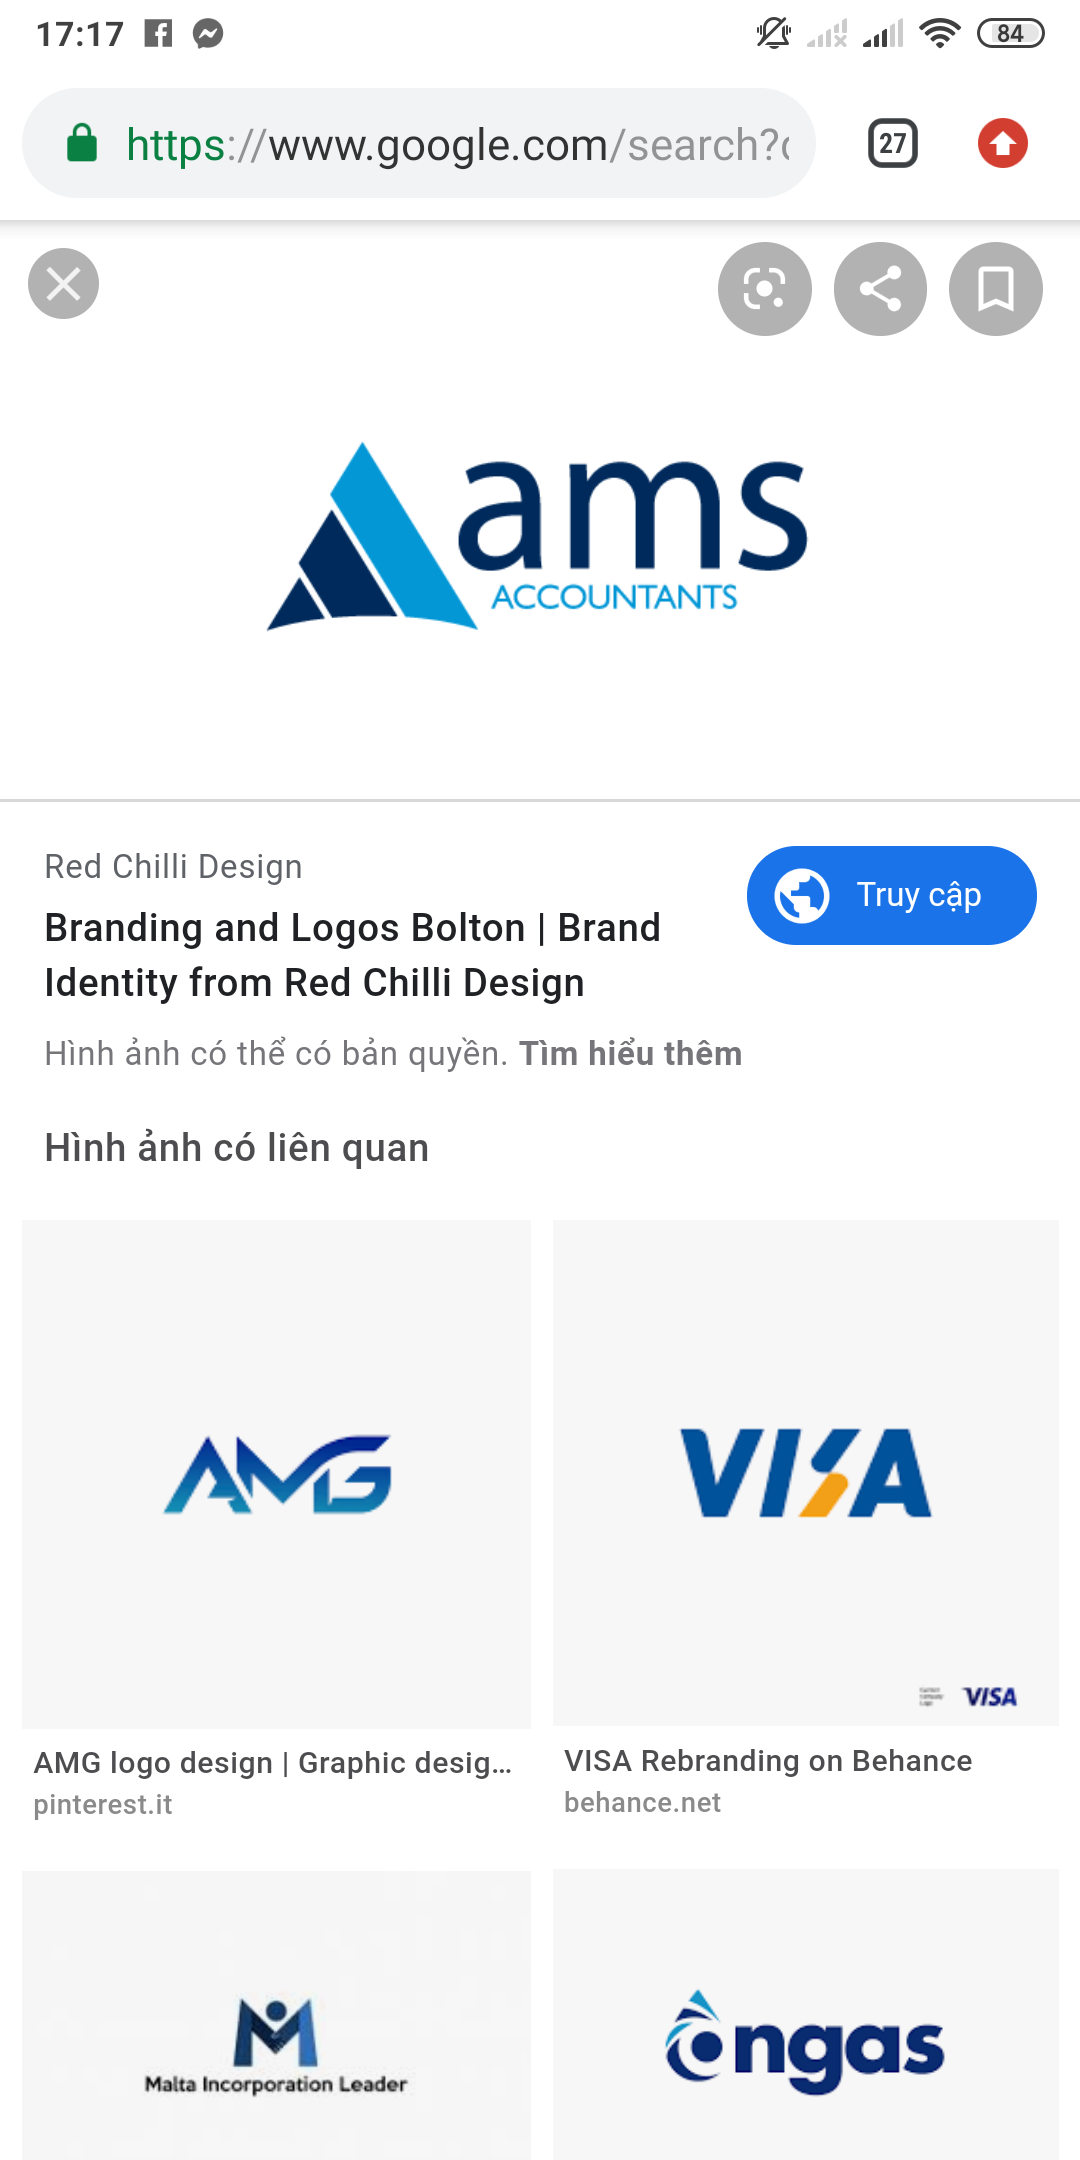 17:17
84
https://www.google.com/search?
27
ams
ACCOUNTANTS
Red Chilli Design
Truy cập
Branding and Logos Bolton | Brand
Identity from Red Chilli Design
Hình ảnh có thể có bản quyền. Tìm hiểu thêm
Hình ảnh có liên quan
AMG
VISA
VISA
AMG logo design | Graphic desig...
pinterest.it
VISA Rebranding on Behance
behance.net
Malta Incorporation Leader
ngas